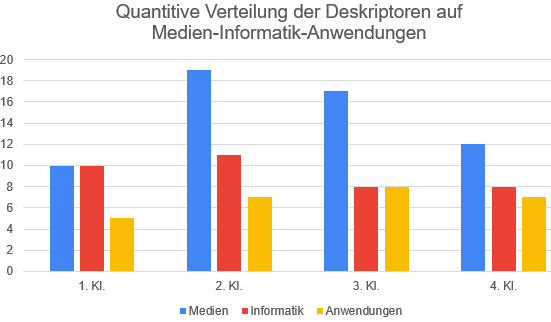 Quantitive Verteilung der Deskriptoren auf
Medien-Informatik-Anwendungen
20
18
16
14
12
10
8
6
4
2
0
1. Kl. 2. Kl. 3. Kl. 4. Kl.
Medien Informatik Anwendungen